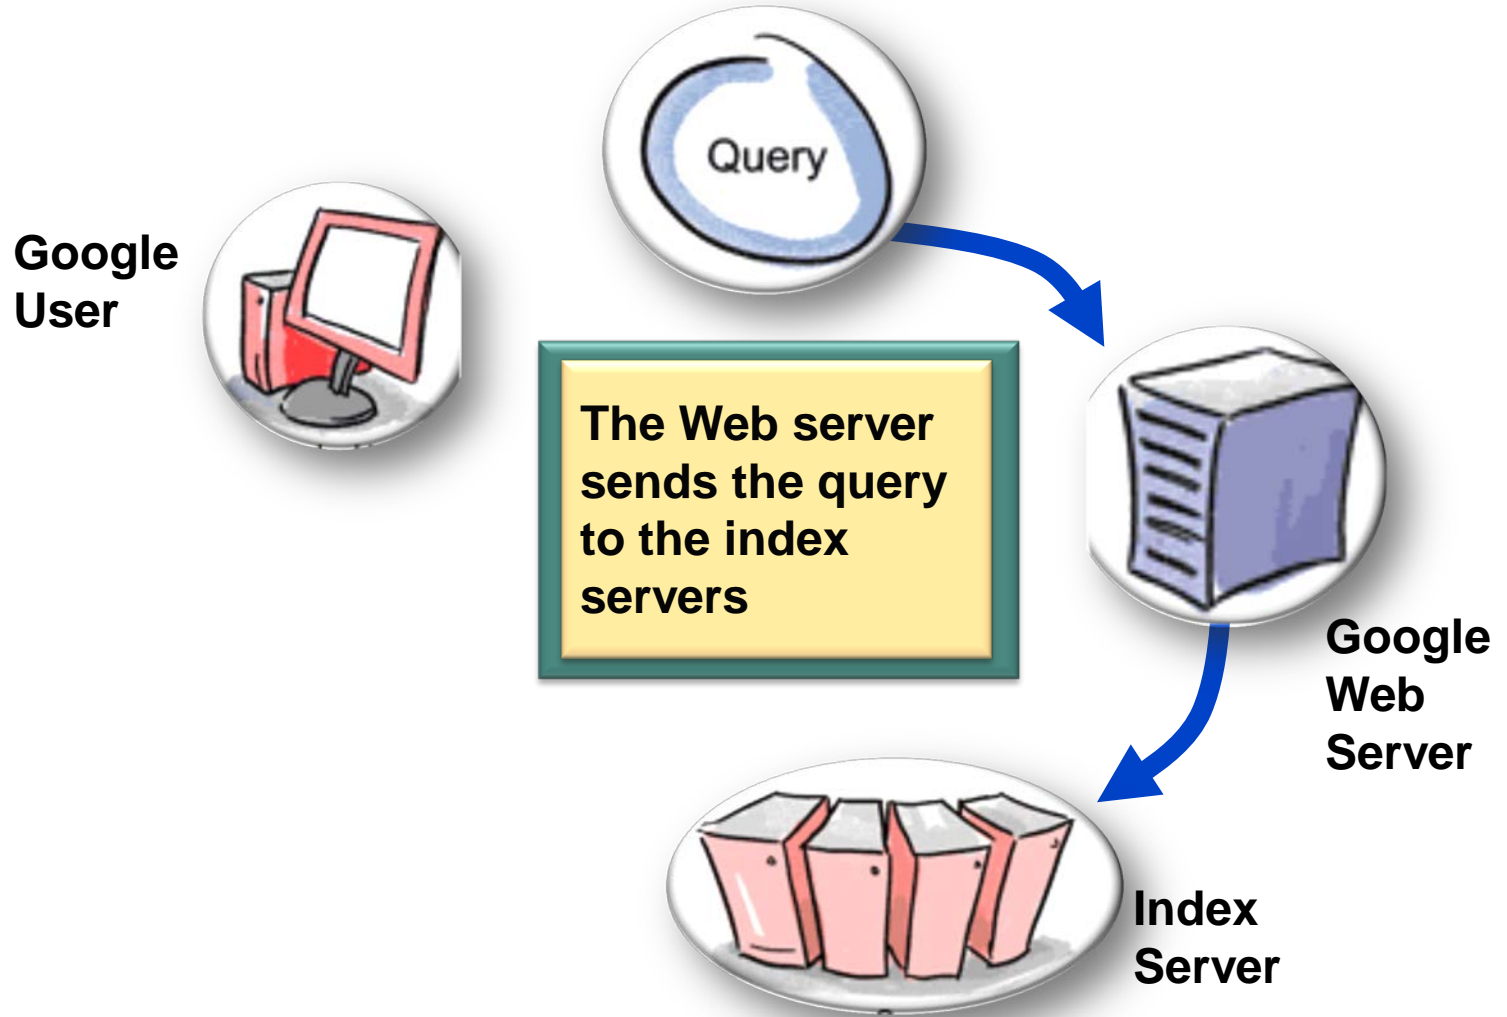 Query
Google
User
The Web server
sends the query
to the index
servers
Google
Web
Server
Index
Server